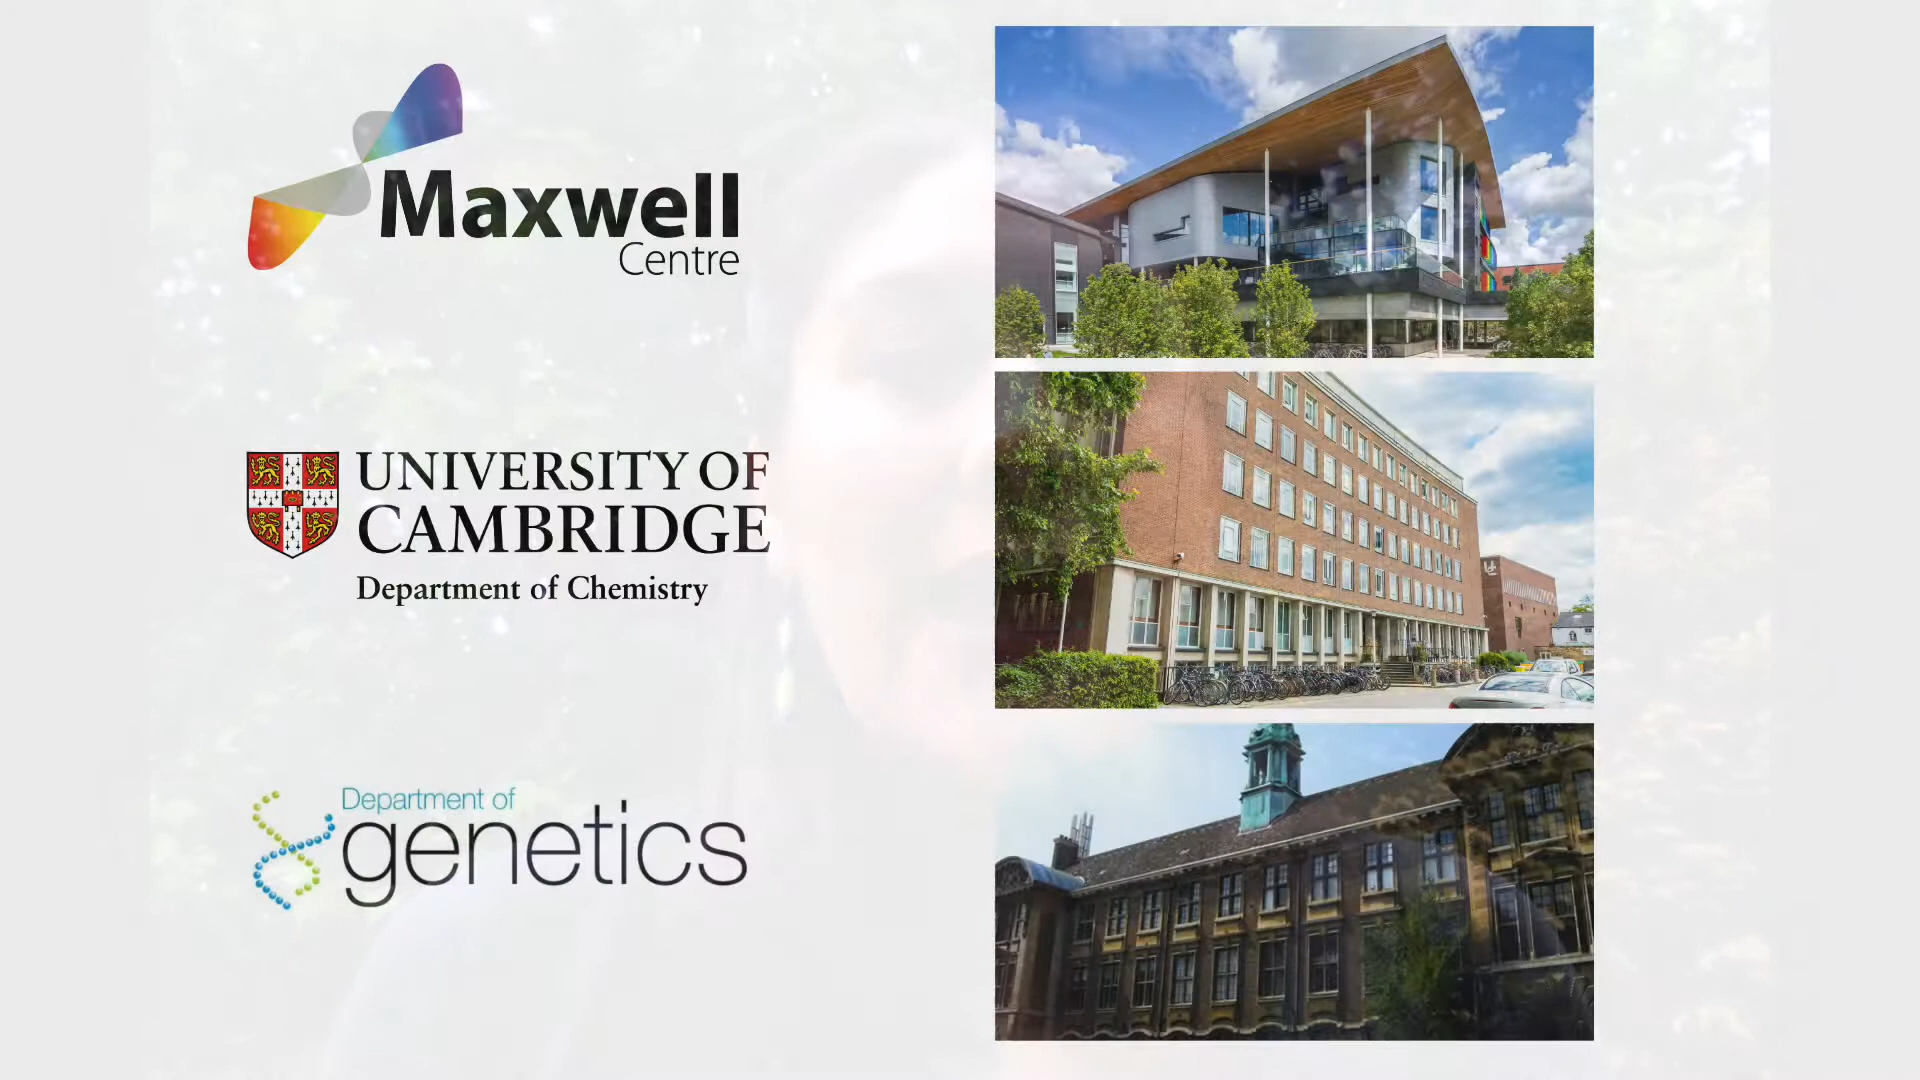 Maxwell
Centre
UNIVERSITY OF
CAMBRIDGE
Department of Chemistry
Department of
genetics